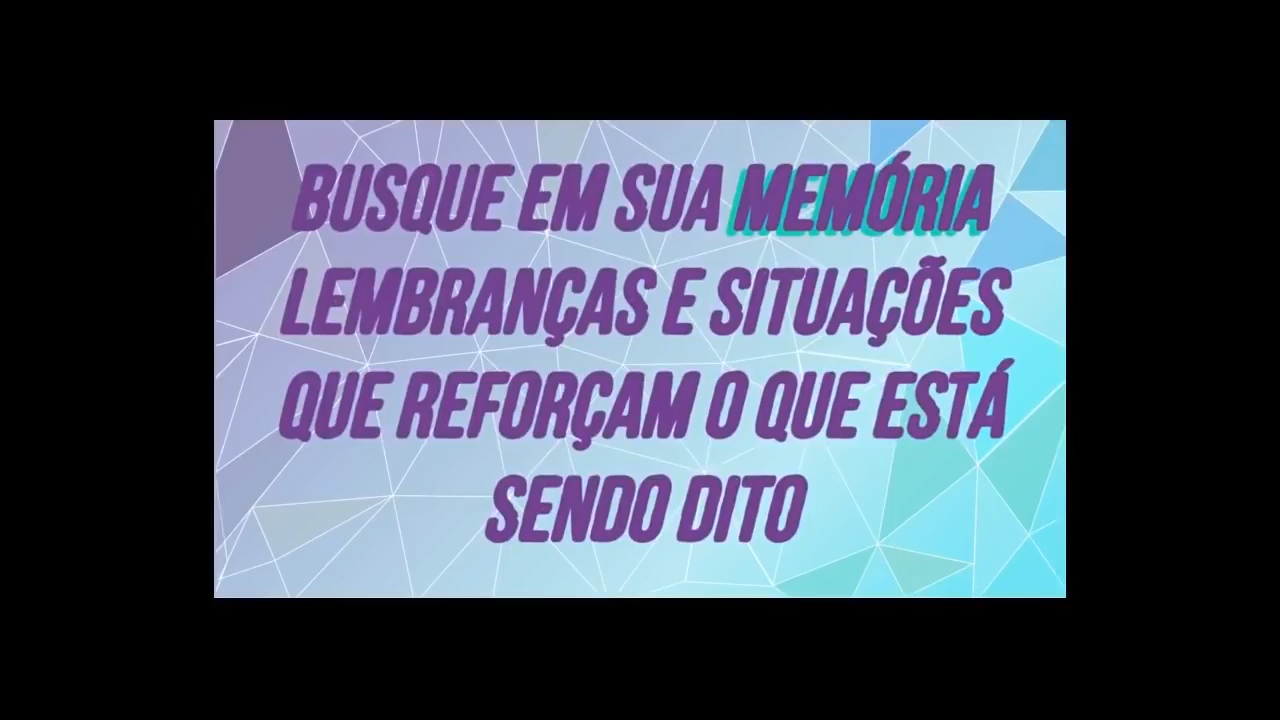 BUSQUE EM SUA MEMÓRIA
LEMBRANÇAS E SITUAÇÕES
QUE REFORÇAM O QUE ESTÁ
SENDO DITO